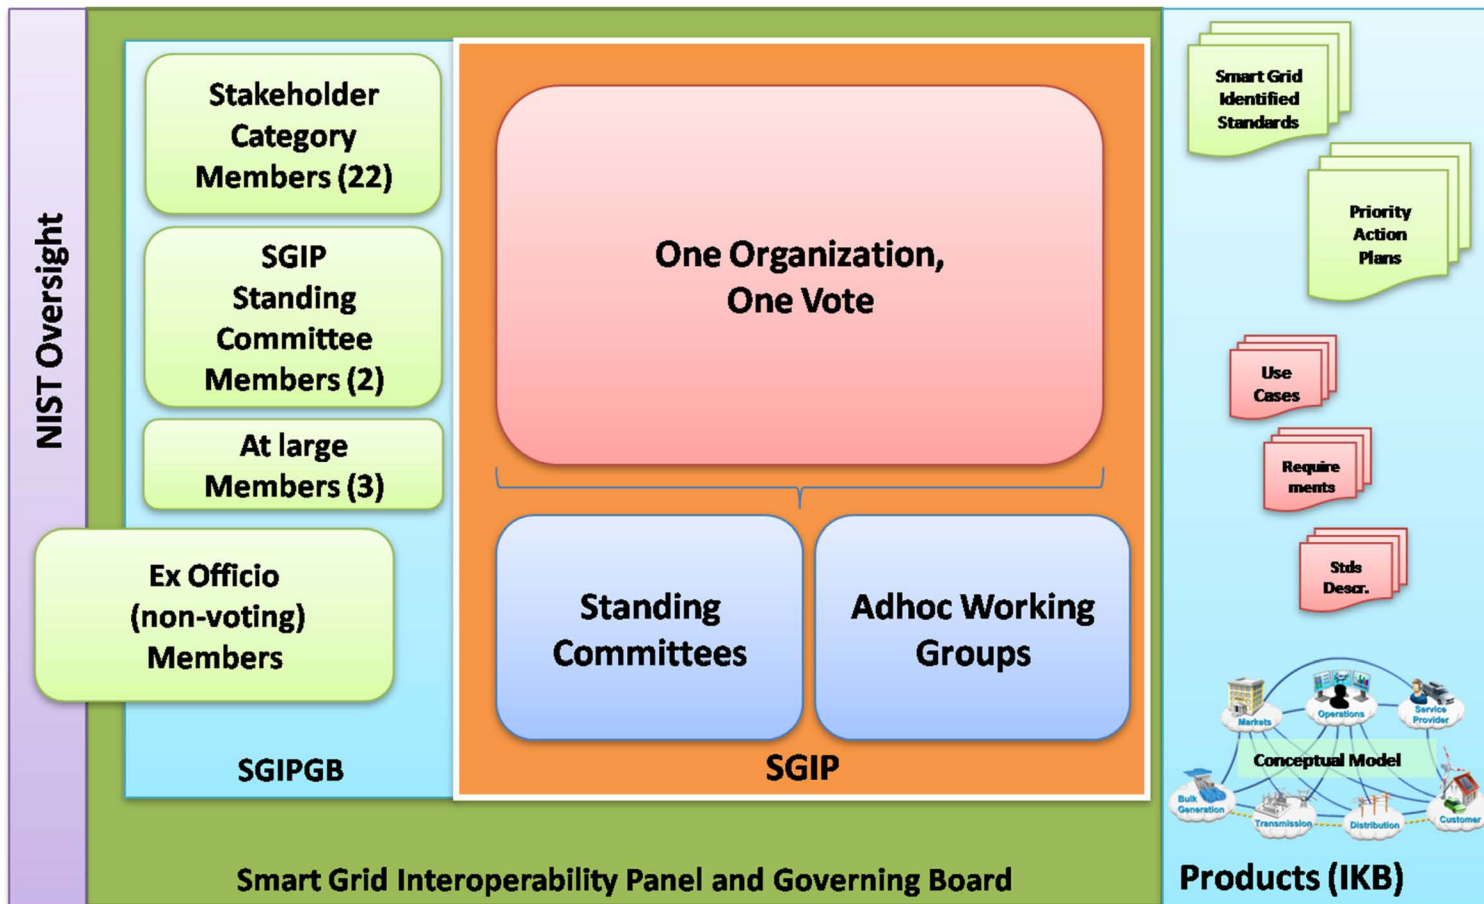 NIST Oversight
Stakeholder
Category
Members (22)
SGIP
Standing
Committee
Members (2)
At large
Members (3)
Ex Officio
(non-voting)
Members
SGIPGB
One Organization,
One Vote
Standing
Committees
Adhoc Working
Groups
SGIP
Smart Grid Interoperability Panel and Governing Board
Smart Grid
Identified
Standards
Priority
Action
Plans
Use
Cases
Require
ments
Stds
Descr.
Markets
Operations
Service
Provider
Conceptual Model
Bulk
Generation
Transmission
Distribution
Customer
Products (IKB)